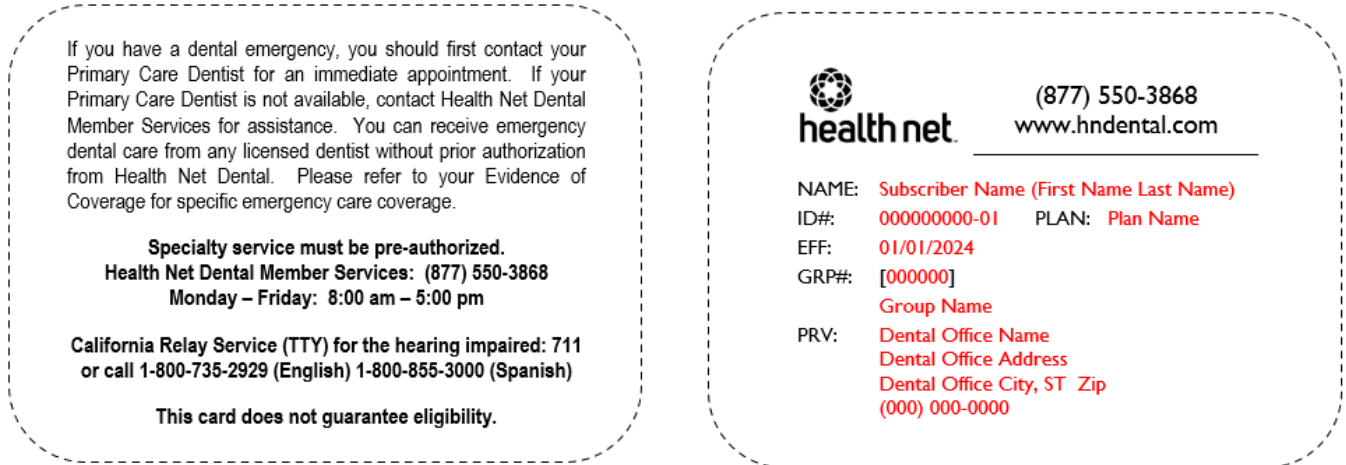 If you have a dental emergency, you should first contact your
Primary Care Dentist for an immediate appointment. If your
Primary Care Dentist is not available, contact Health Net Dental
Member Services for assistance. You can receive emergency
dental care from any licensed dentist without prior authorization
from Health Net Dental. Please refer to your Evidence of
Coverage for specific emergency care coverage.
Specialty service must be pre-authorized.
Health Net Dental Member Services: (877) 550-3868
Monday – Friday: 8:00 am – 5:00 pm
California Relay Service (TTY) for the hearing impaired: 711
or call 1-800-735-2929 (English) 1-800-855-3000 (Spanish)
This card does not guarantee eligibility.
health net.
(877) 550-3868
www.hndental.com
NAME: Subscriber Name (First Name Last Name)
ID#: 000000000-01 PLAN: Plan Name
EFF: 01/01/2024
GRP#: [000000]
Group Name
PRV: Dental Office Name
Dental Office Address
Dental Office City, ST Zip
(000) 000-0000